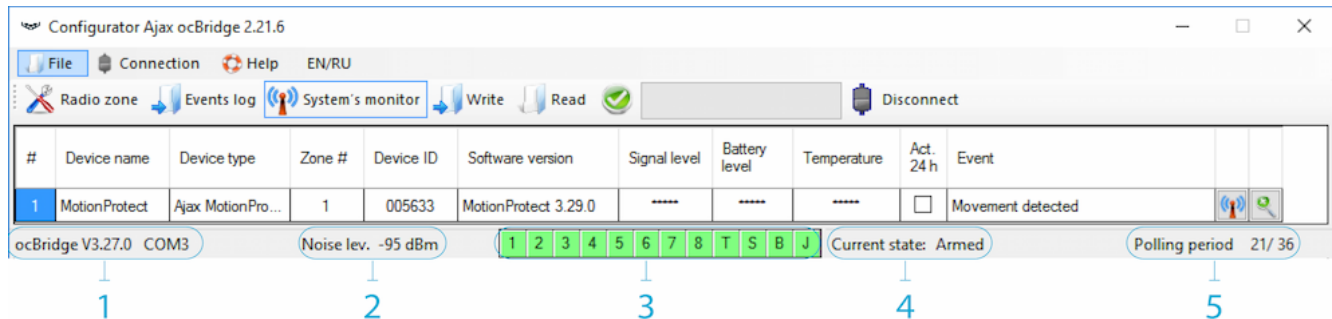 Configurator Ajax ocBridge 2.21.6
File Connection Help EN/RU
Radio zone Events log System's monitor Write Read Disconnect
# Device name Device type Zone # Device ID Software version Signal level Battery level Temperature Act. 24 h Event
1 MotionProtect Ajax MotionPro... 1 005633 MotionProtect 3.29.0 ***** ***** ***** Movement detected
ocBridge V3.27.0 COM3 Noise lev. -95 dBm 1 2 3 4 5 6 7 8 T S B J Current state: Armed Polling period 21/ 36
1 2 3 4 5